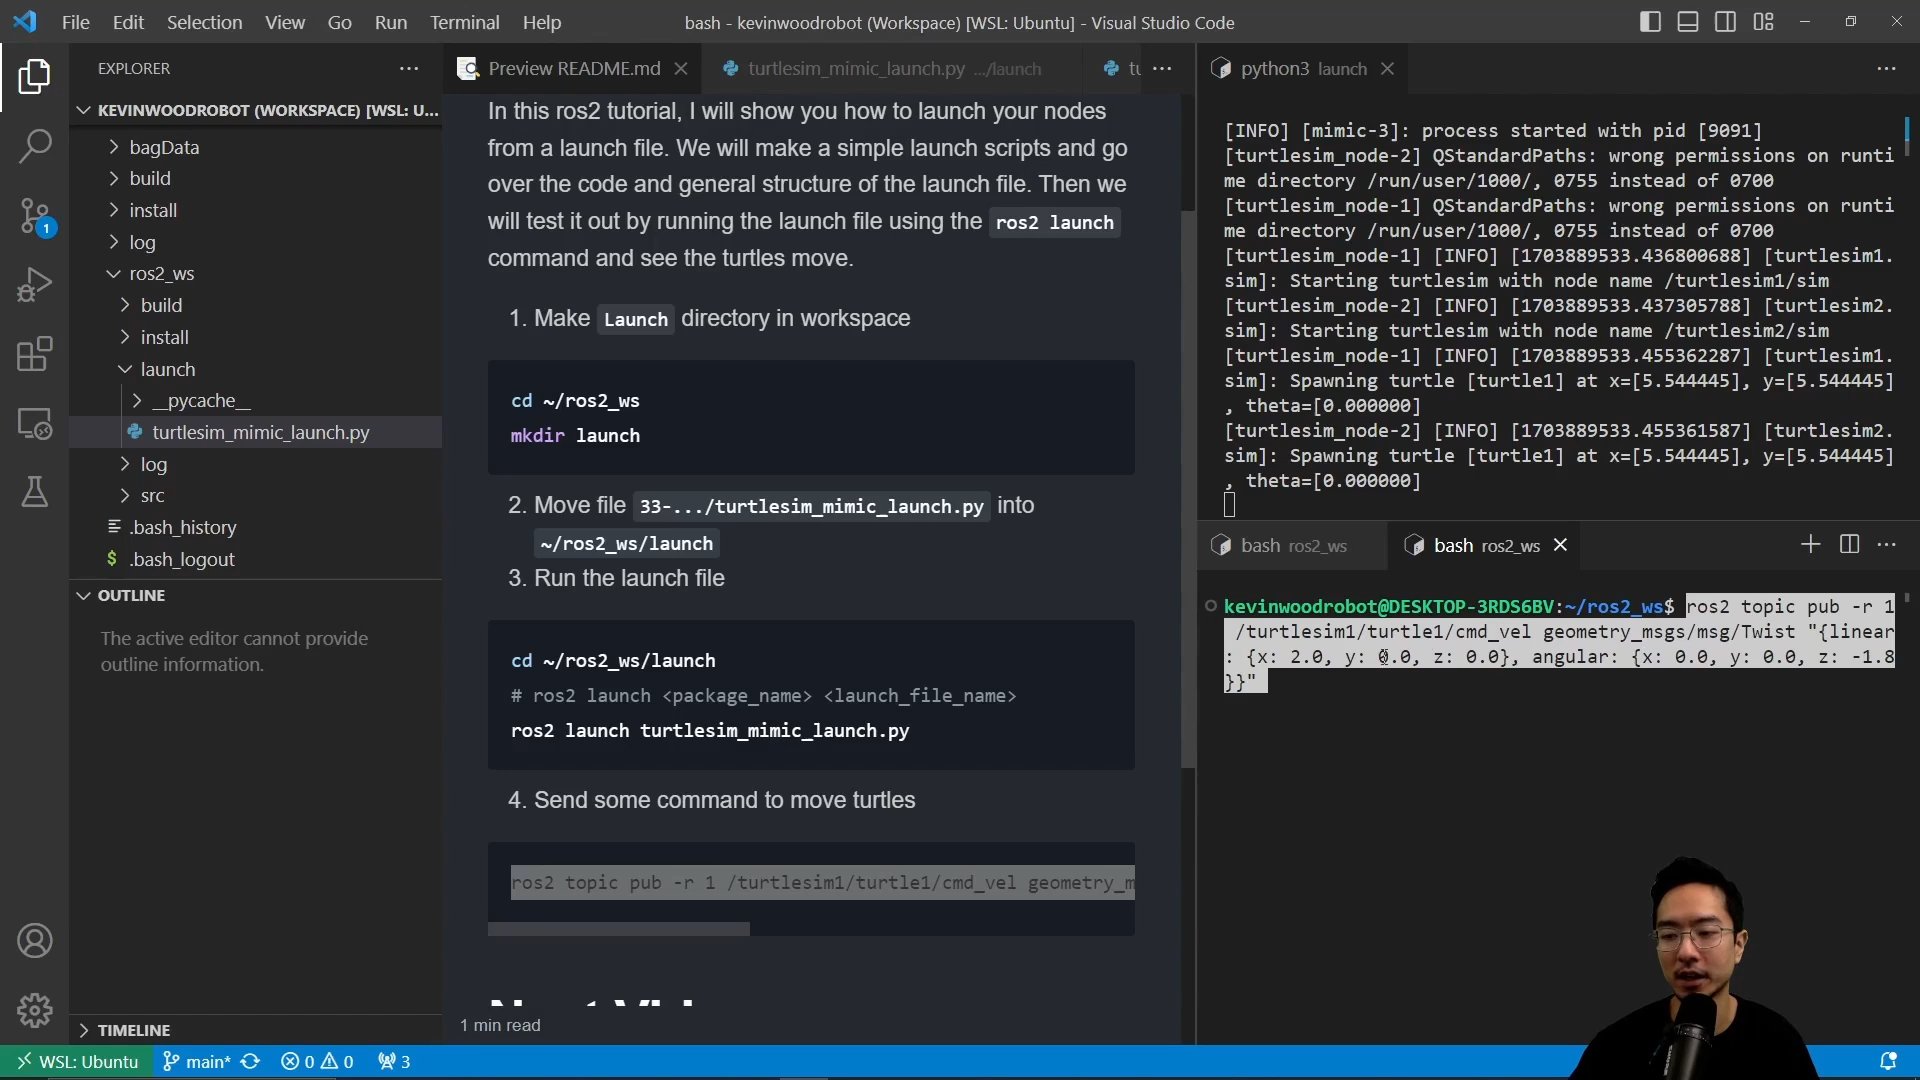 File Edit Selection View Go Run Terminal Help
bash - kevinwoodrobot (Workspace) [WSL: Ubuntu] - Visual Studio Code
EXPLORER
KEVINWOODROBOT (WORKSPACE) [WSL: U...
bagData
build
install
log
ros2_ws
build
install
launch
__pycache__
turtlesim_mimic_launch.py
log
src
.bash_history
$ .bash_logout
OUTLINE
The active editor cannot provide
outline information.
TIMELINE
1
Preview README.md
turtlesim_mimic_launch.py .../launch
In this ros2 tutorial, I will show you how to launch your nodes
from a launch file. We will make a simple launch scripts and go
over the code and general structure of the launch file. Then we
will test it out by running the launch file using the ros2 launch
command and see the turtles move.
1. Make Launch directory in workspace
cd ~/ros2_ws
mkdir launch
2. Move file 33-.../turtlesim_mimic_launch.py into
~/ros2_ws/launch
3. Run the launch file
cd ~/ros2_ws/launch
# ros2 launch <package_name> <launch_file_name>
ros2 launch turtlesim_mimic_launch.py
4. Send some command to move turtles
ros2 topic pub -r 1 /turtlesim1/turtle1/cmd_vel geometry_m
1 min read
python3 launch
[INFO] [mimic-3]: process started with pid [9091]
[turtlesim_node-2] QStandardPaths: wrong permissions on runti
me directory /run/user/1000/, 0755 instead of 0700
[turtlesim_node-1] QStandardPaths: wrong permissions on runti
me directory /run/user/1000/, 0755 instead of 0700
[turtlesim_node-1] [INFO] [1703889533.436800688] [turtlesim1.
sim]: Starting turtlesim with node name /turtlesim1/sim
[turtlesim_node-2] [INFO] [1703889533.437305788] [turtlesim2.
sim]: Starting turtlesim with node name /turtlesim2/sim
[turtlesim_node-1] [INFO] [1703889533.455362287] [turtlesim1.
sim]: Spawning turtle [turtle1] at x=[5.544445], y=[5.544445]
, theta=[0.000000]
[turtlesim_node-2] [INFO] [1703889533.455361587] [turtlesim2.
sim]: Spawning turtle [turtle1] at x=[5.544445], y=[5.544445]
, theta=[0.000000]
bash ros2_ws bash ros2_ws
kevinwoodrobot@DESKTOP-3RDS6BV:~/ros2_ws$ ros2 topic pub -r 1
/turtlesim1/turtle1/cmd_vel geometry_msgs/msg/Twist "{linear
: {x: 2.0, y: 0.0, z: 0.0}, angular: {x: 0.0, y: 0.0, z: -1.8
}}"
WSL: Ubuntu main* 0 0 3